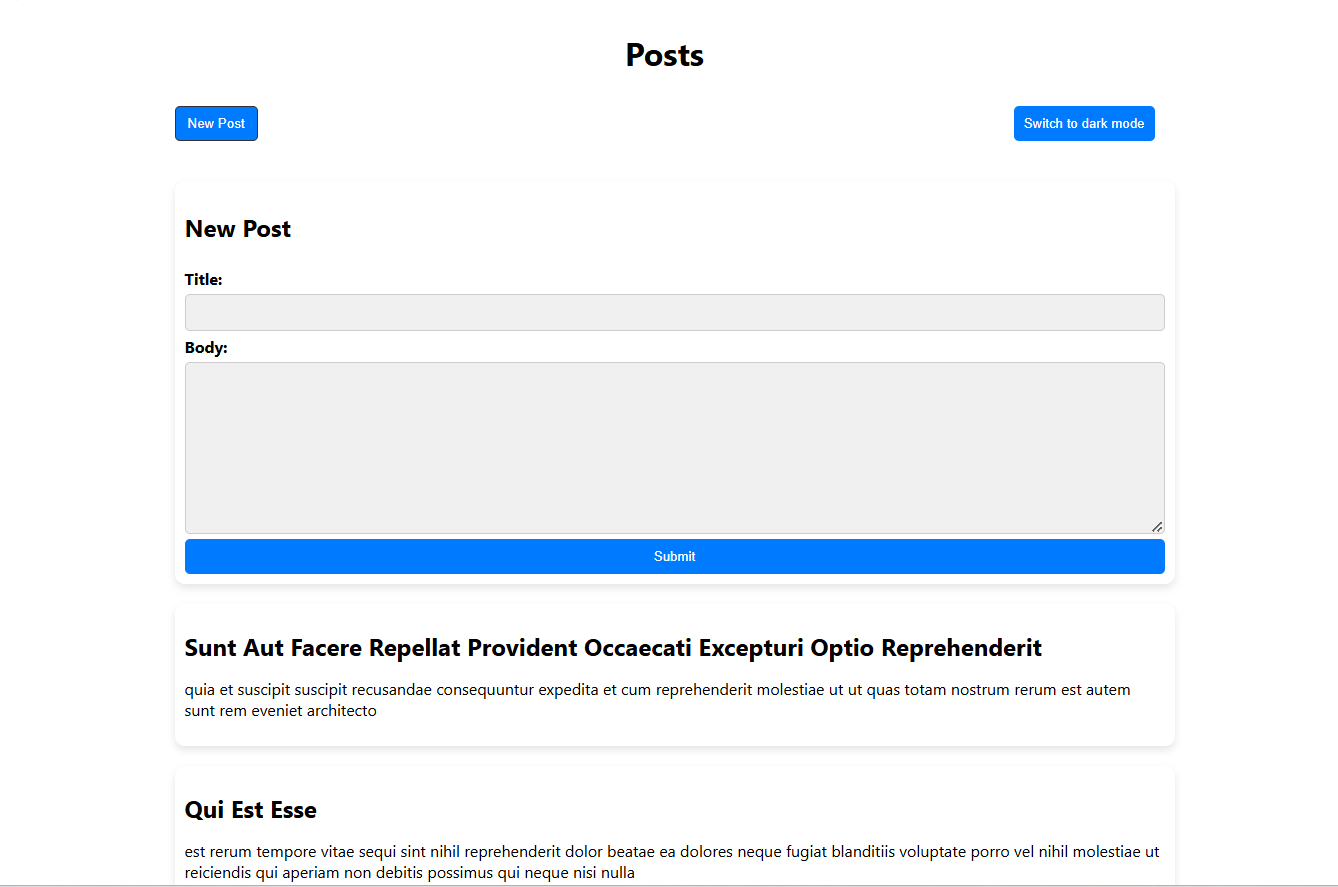 Posts
New Post
Switch to dark mode
New Post
Title:
Body:
Submit
Sunt Aut Facere Repellat Provident Occaecati Excepturi Optio Reprehenderit
quia et suscipit suscipit recusandae consequuntur expedita et cum reprehenderit molestiae ut ut quas totam nostrum rerum est autem
sunt rem eveniet architecto
Qui Est Esse
est rerum tempore vitae sequi sint nihil reprehenderit dolor beatae ea dolores neque fugiat blanditiis voluptate porro vel nihil molestiae ut
reiciendis qui aperiam non debitis possimus qui neque nisi nulla